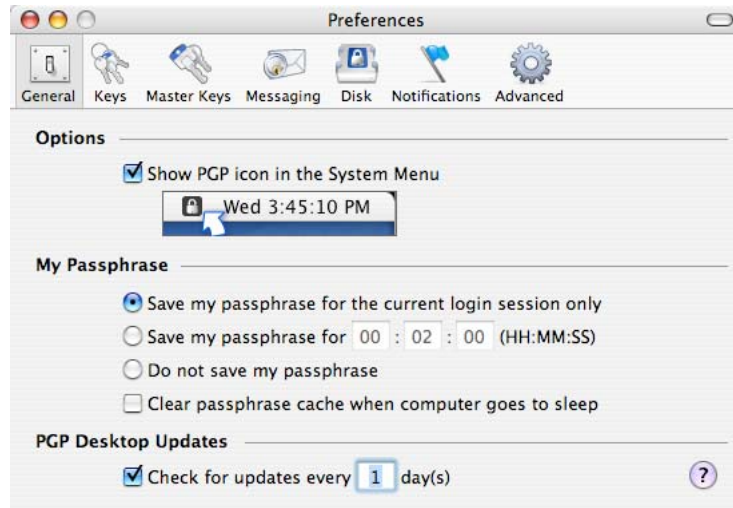 Preferences
General Keys Master Keys Messaging Disk Notifications Advanced
Options
Show PGP icon in the System Menu
Wed 3:45:10 PM
My Passphrase
Save my passphrase for the current login session only
Save my passphrase for 00 : 02 : 00 (HH:MM:SS)
Do not save my passphrase
Clear passphrase cache when computer goes to sleep
PGP Desktop Updates
Check for updates every 1 day(s) ?